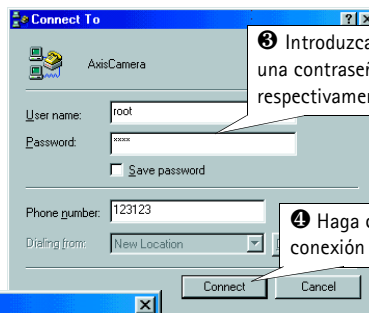 Connect To
❸ Introduzca
una contraseñ
respectivamen
AxisCamera
User name:
root
Password:
xxxx
Save password
Phone number:
123123
Dialing from:
New Location
❹ Haga c
conexión
Connect
Cancel